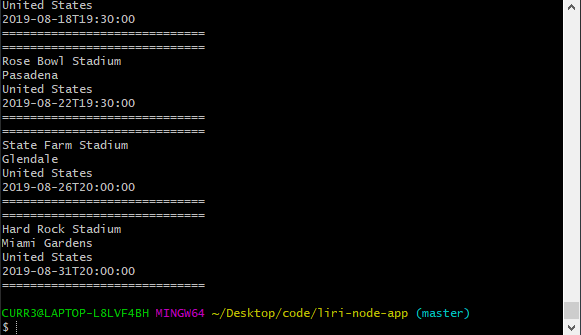 United States
2019-08-18T19:30:00
=============================
=============================
Rose Bowl Stadium
Pasadena
United States
2019-08-22T19:30:00
=============================
=============================
State Farm Stadium
Glendale
United States
2019-08-26T20:00:00
=============================
=============================
Hard Rock Stadium
Miami Gardens
United States
2019-08-31T20:00:00
=============================
CURR3@LAPTOP-L8LVF4BH MINGW64 ~/Desktop/code/liri-node-app (master)
$